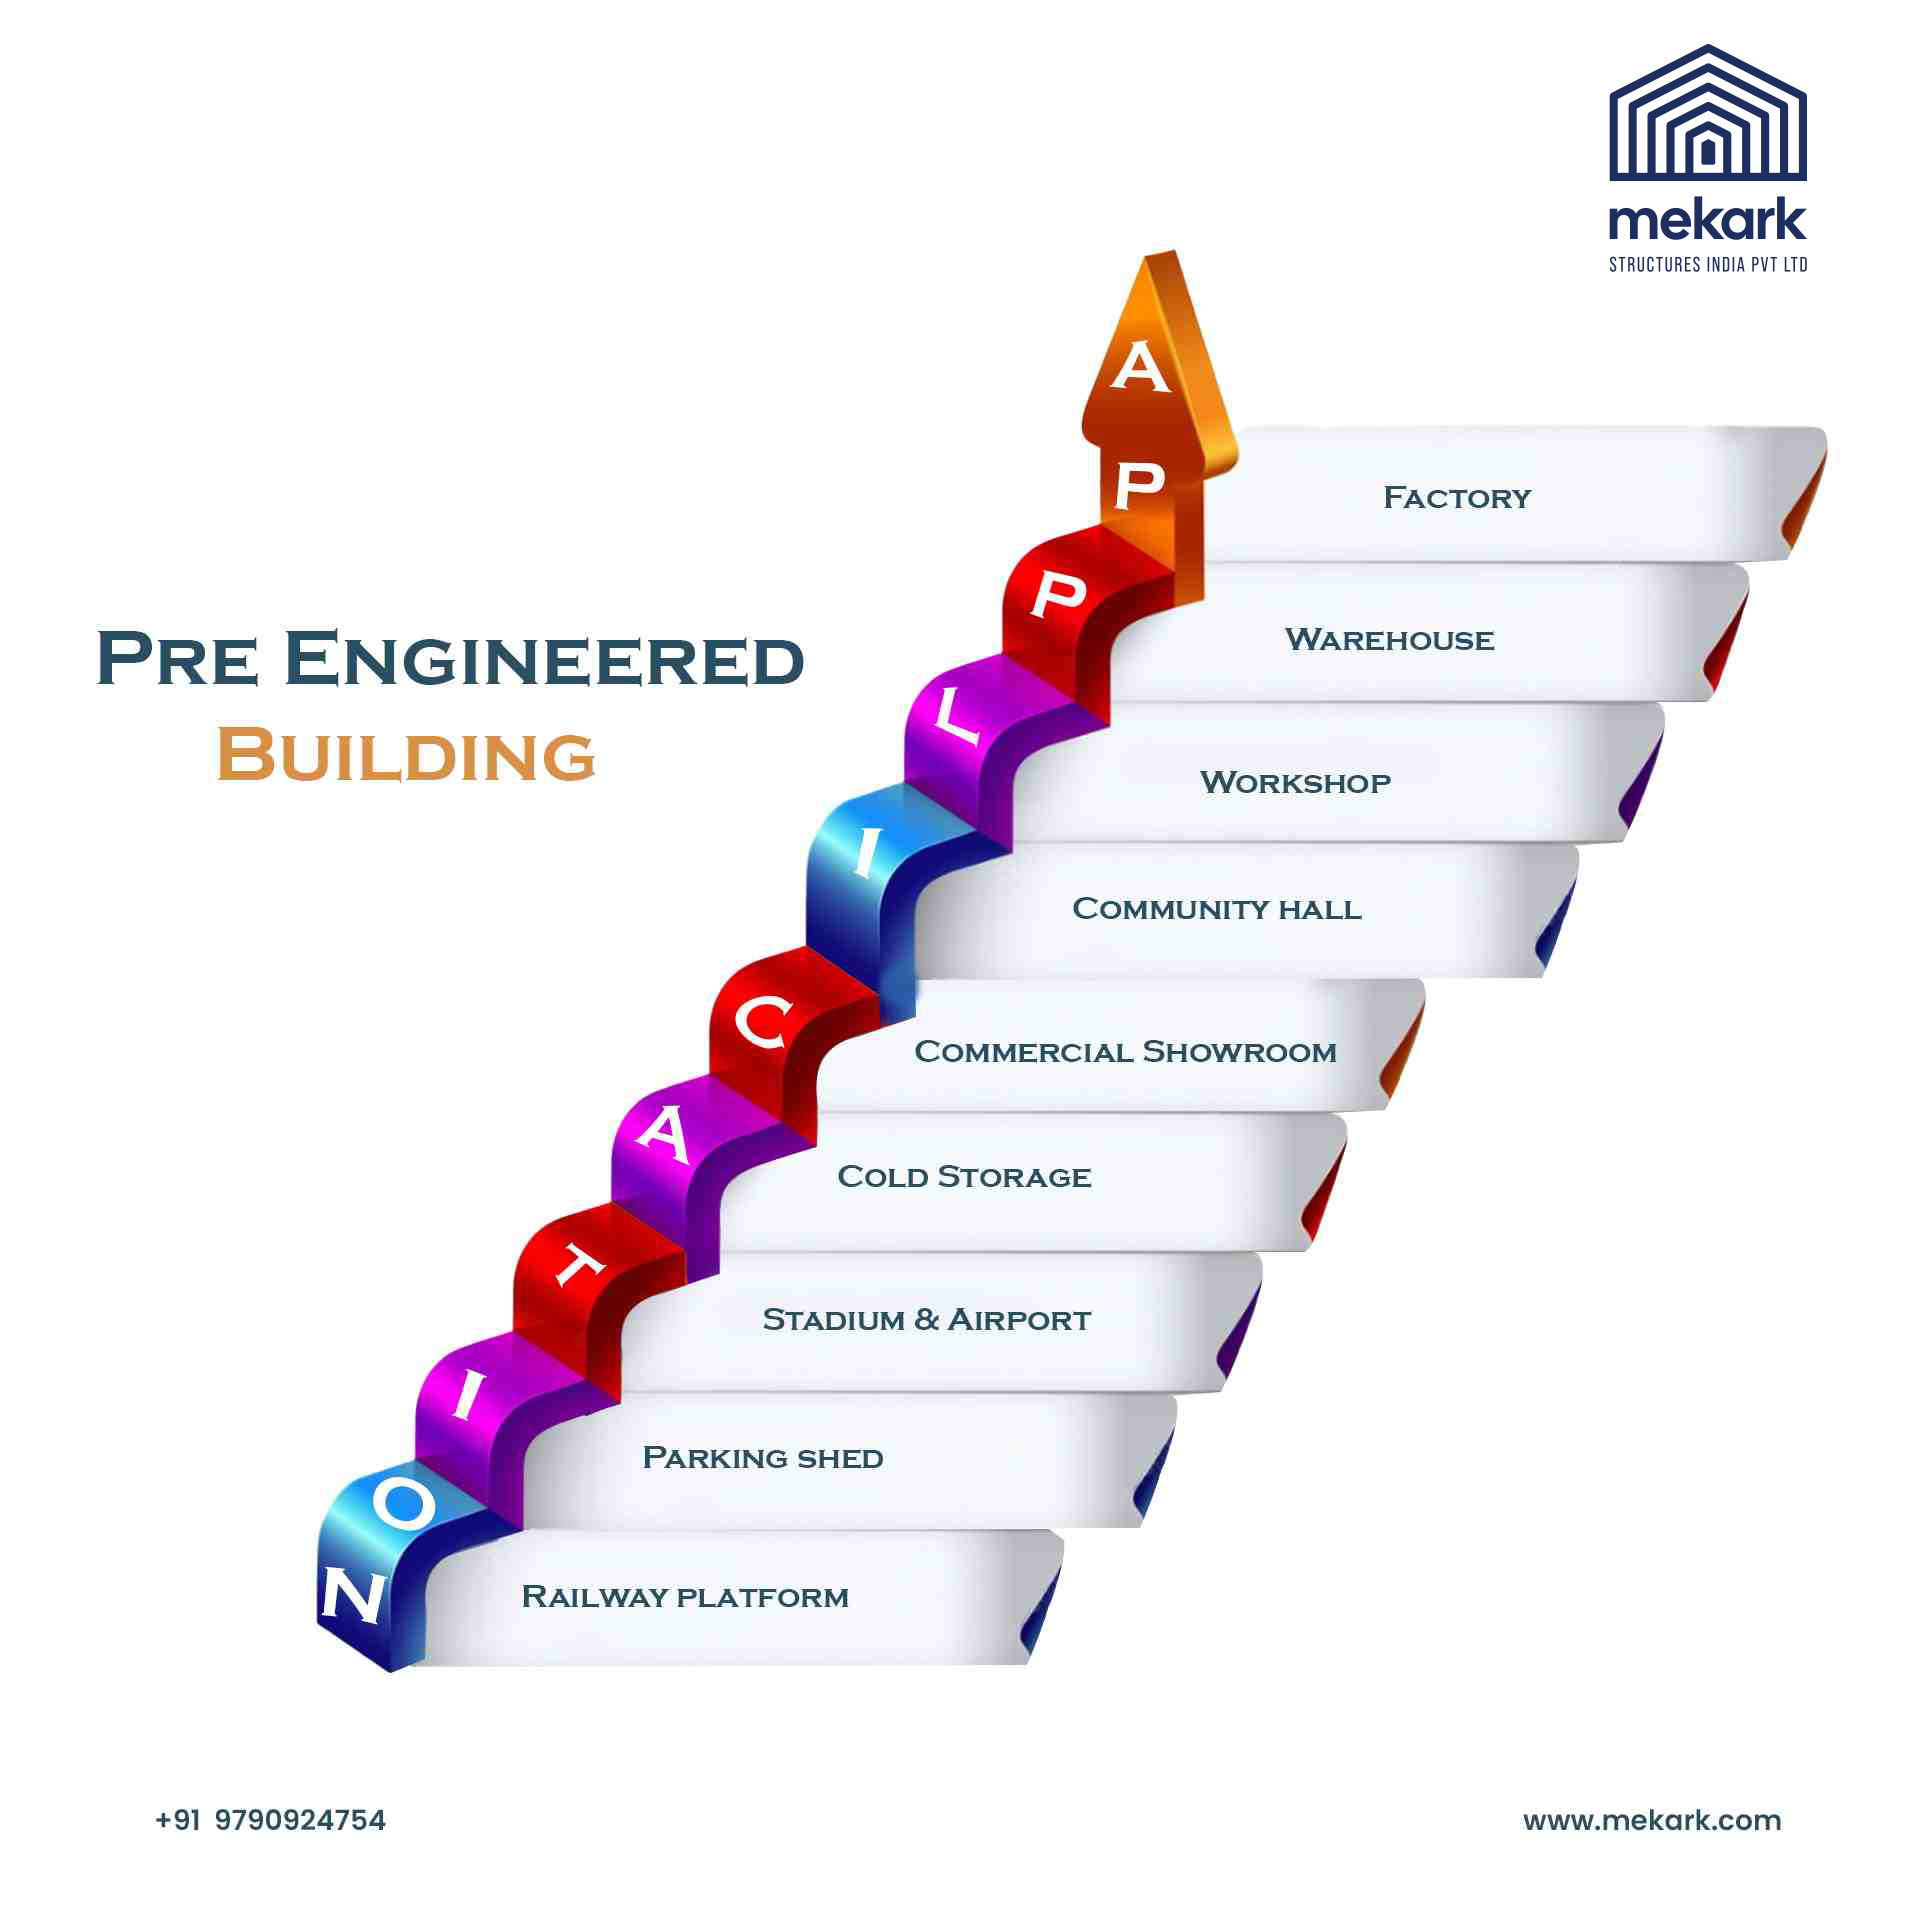 mekark
STRUCTURES INDIA PVT LTD
PRE ENGINEERED
BUILDING
A
P
P
L
I
C
A
T
I
O
N
FACTORY
WAREHOUSE
WORKSHOP
COMMUNITY HALL
COMMERCIAL SHOWROOM
COLD STORAGE
STADIUM & AIRPORT
PARKING SHED
RAILWAY PLATFORM
+91 9790924754
www.mekark.com